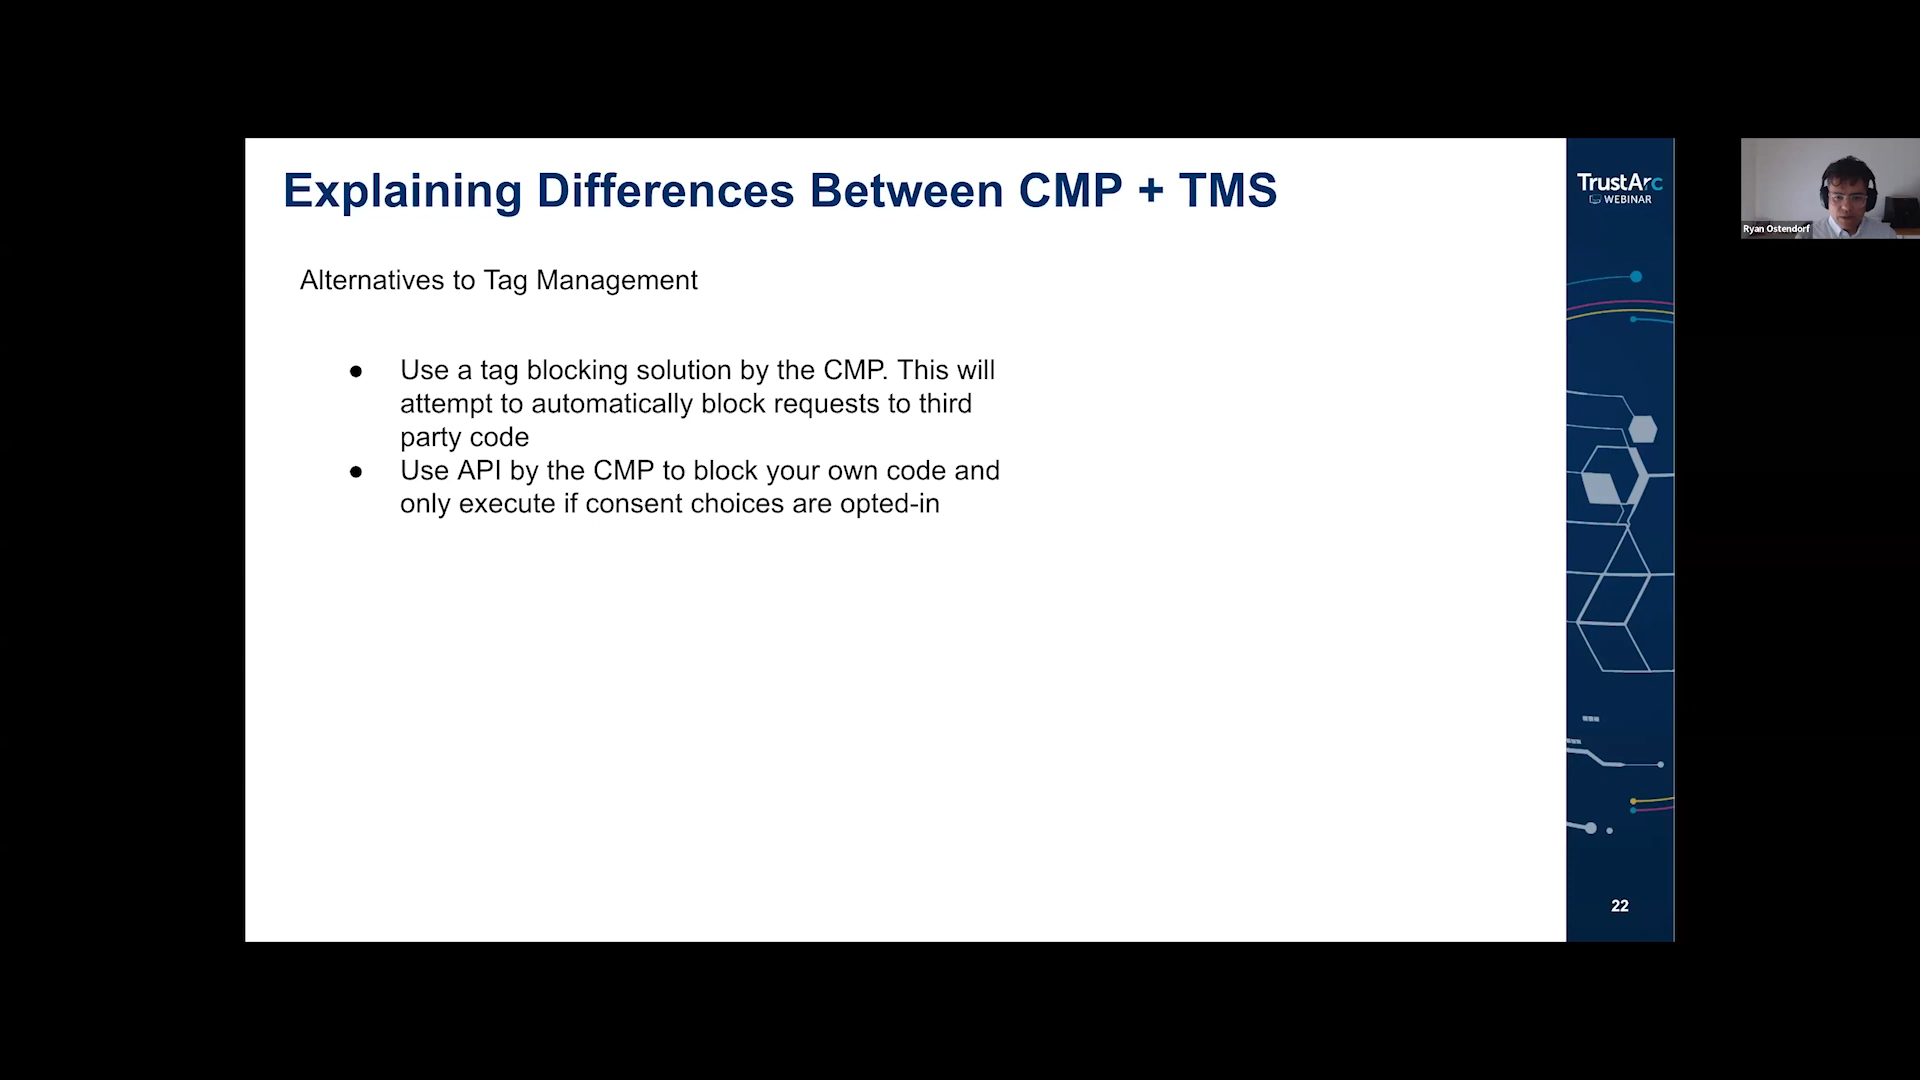 Explaining Differences Between CMP + TMS
Alternatives to Tag Management
● Use a tag blocking solution by the CMP. This will
attempt to automatically block requests to third
party code
● Use API by the CMP to block your own code and
only execute if consent choices are opted-in
TrustArc
WEBINAR
22
Ryan Ostendorf